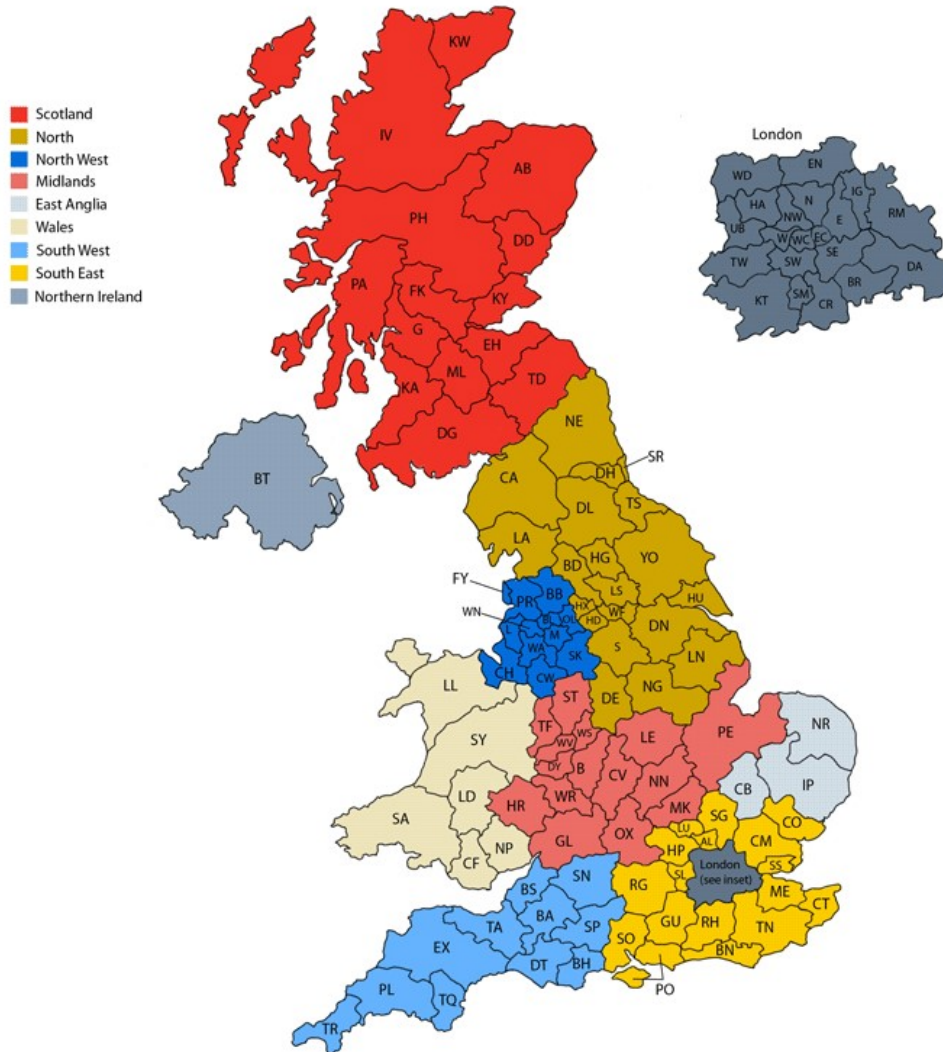 Scotland
North
North West
Midlands
East Anglia
Wales
South West
South East
Northern Ireland
KW
IV
AB
PH
DD
PA
FK
KY
G
EH
KA
ML
TD
DG
BT
London
EN
WD
IG
HA
N
RM
NW
E
UB
W
WC
EC
SE
TW
SW
DA
KT
SM
BR
CR
NE
SR
DH
CA
TS
DL
LA
YO
HG
BD
LS
HU
HX
WF
HD
DN
S
LN
DE
NG
FY
PR
BB
WN
BL
OL
L
M
WA
SK
CH
CW
LL
SY
LD
SA
NP
CF
ST
TF
WS
WV
LE
PE
DY
B
CV
NN
HR
WR
MK
GL
OX
NR
CB
IP
SG
CO
LU
AL
CM
HP
SL
SS
London
(see inset)
RG
ME
CT
GU
RH
TN
SO
BN
PO
SN
BS
BA
TA
SP
EX
DT
BH
PL
TQ
TR